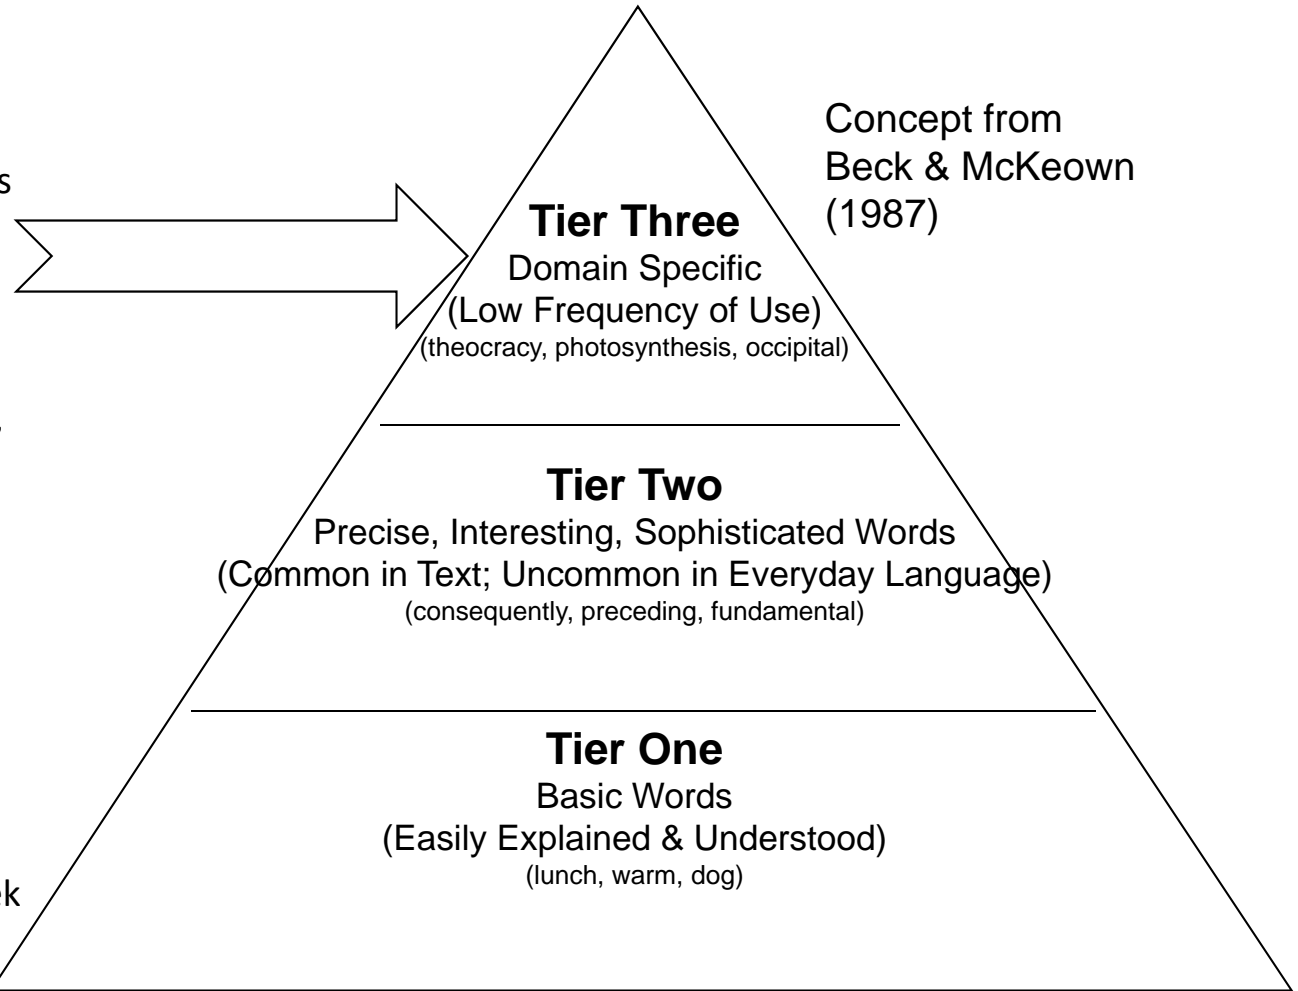 Concept from
Beck & McKeown
(1987)
Tier Three
Domain Specific
(Low Frequency of Use)
(theocracy, photosynthesis, occipital)
Tier Two
Precise, Interesting, Sophisticated Words
(Common in Text; Uncommon in Everyday Language)
(consequently, preceding, fundamental)
Tier One
Basic Words
(Easily Explained & Understood)
(lunch, warm, dog)